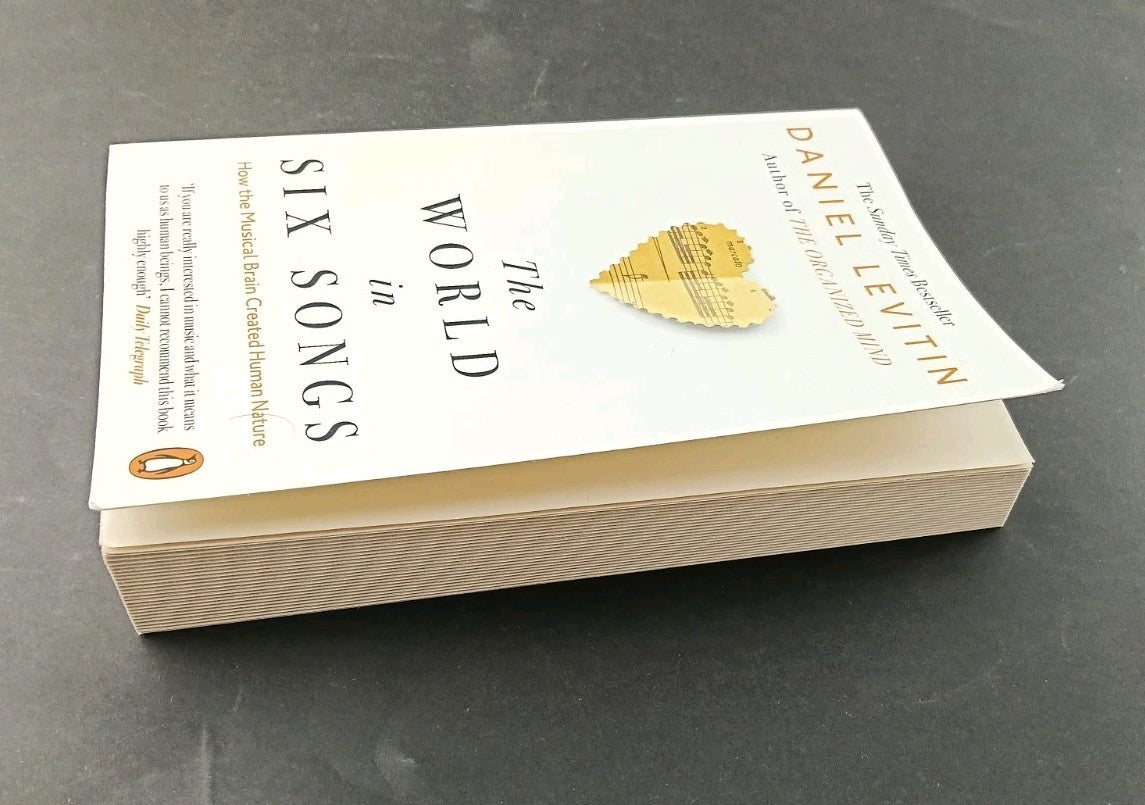 The Sunday Times Bestseller
DANIEL LEVITIN
Author of THE ORGANIZED MIND
marcato
The
WORLD
in
SIX SONGS
How the Musical Brain Created Human Nature
'If you are really interested in music and what it means
to us as human beings, I cannot recommend this book
highly enough' Daily Telegraph